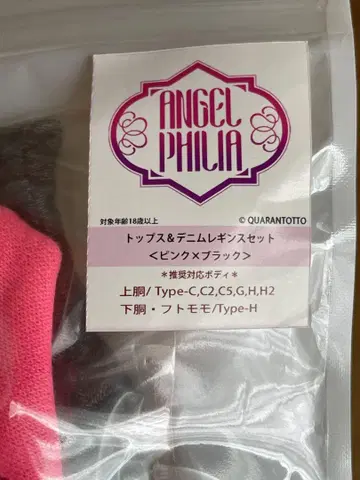 ANGEL
PHILIA
対象年齢18歳以上
© QUARANTOTTO
トップス&デニムレギンスセット
<ピンク×ブラック>
＊推奨対応ボディ＊
上胴/ Type-C,C2,C5,G,H,H2
下胴・フトモモ/Type-H